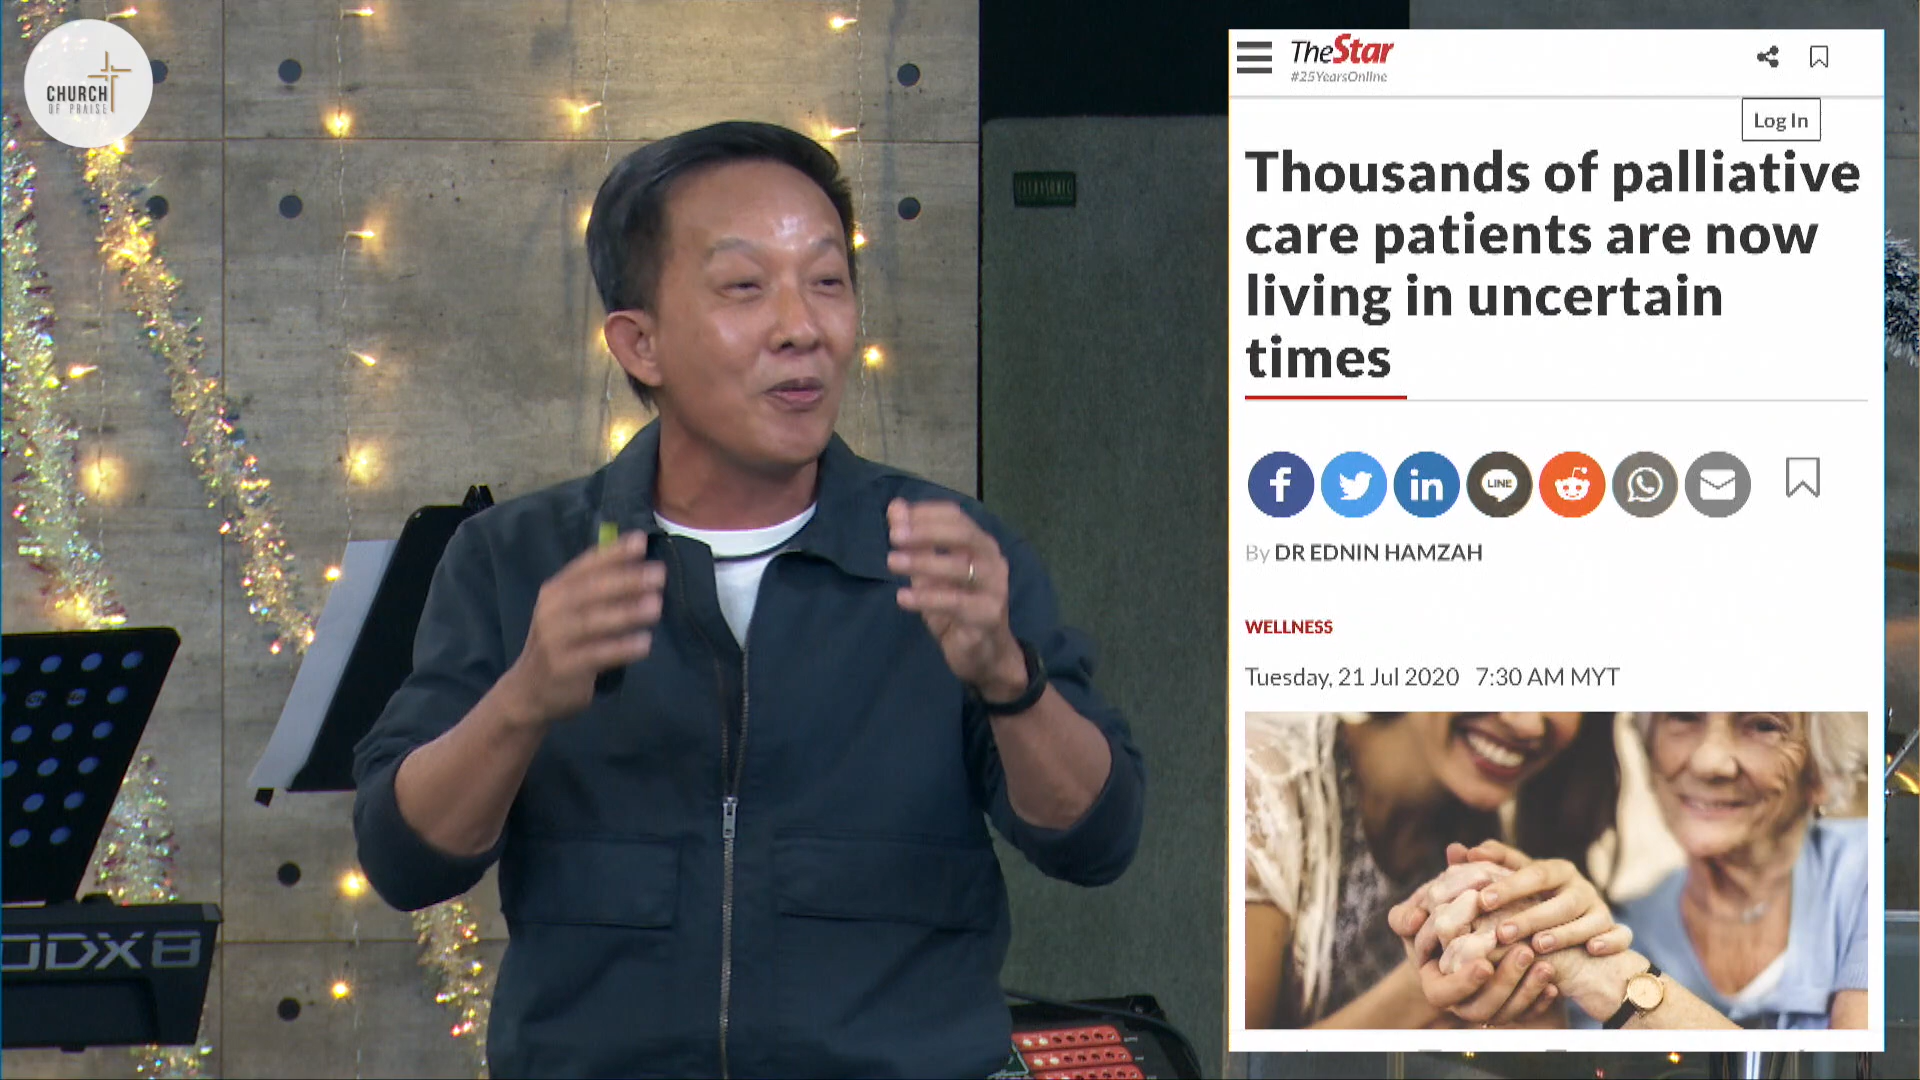 CHURCH
OF PRAISE
TheStar
#25YearsOnline
Log In
Thousands of palliative
care patients are now
living in uncertain
times
LINE
By DR EDNIN HAMZAH
WELLNESS
Tuesday, 21 Jul 2020 7:30 AM MYT
ODX8